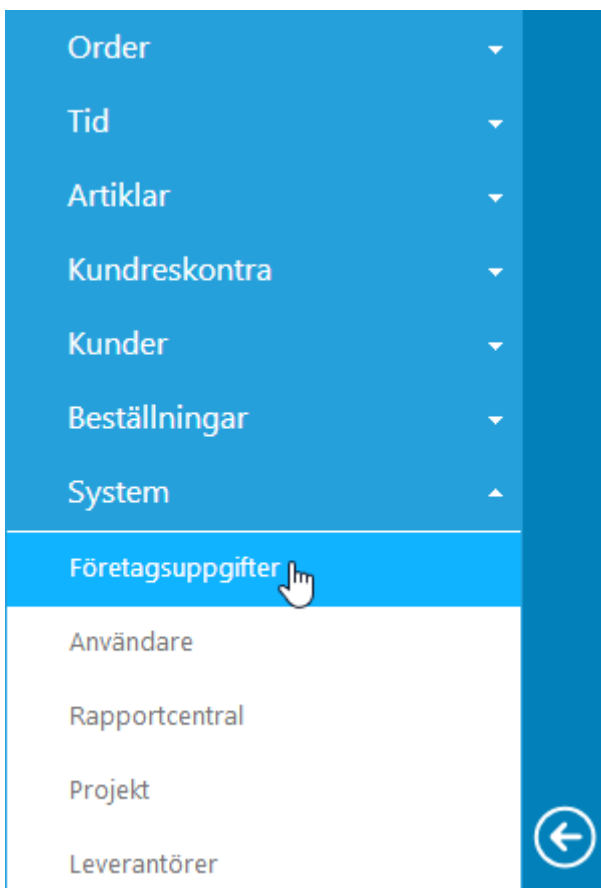 Order
Tid
Artiklar
Kundreskontra
Kunder
Beställningar
System
Företagsuppgifter
Användare
Rapportcentral
Projekt
Leverantörer